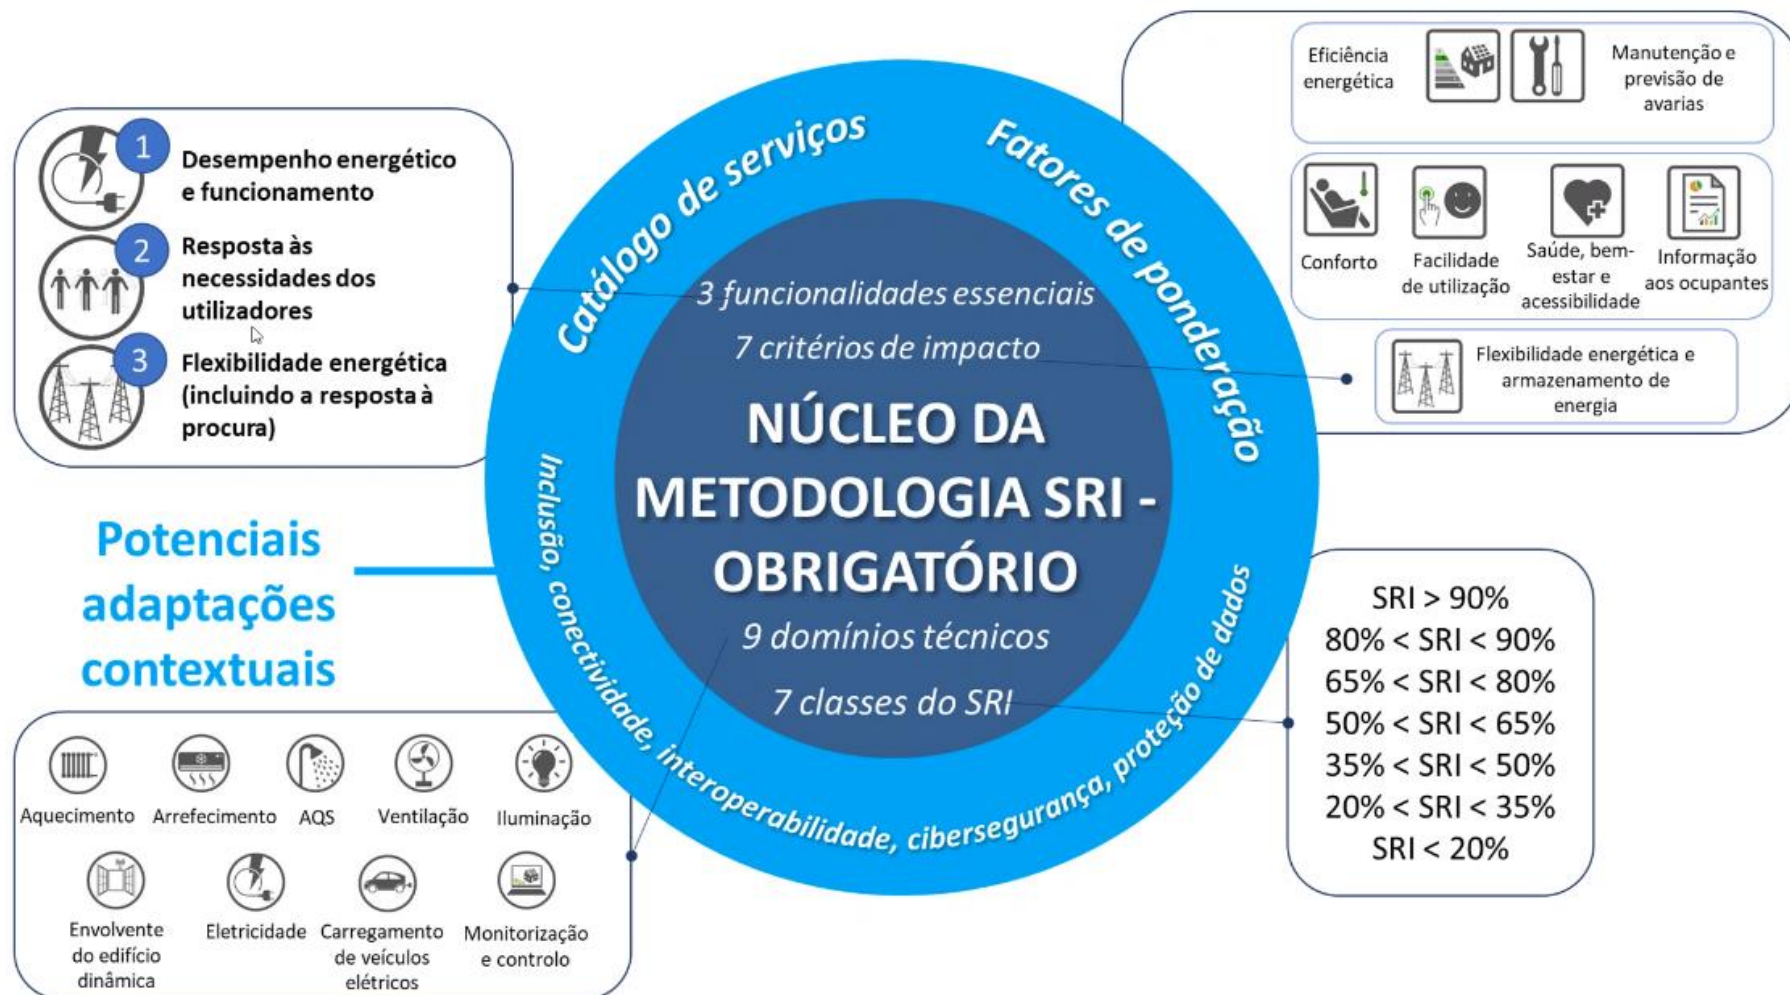 1
Desempenho energético
e funcionamento
2
Resposta às
necessidades dos
utilizadores
3
Flexibilidade energética
(incluindo a resposta à
procura)
Catálogo de serviços
Fatores de ponderação
Inclusão, conectividade, interoperabilidade, cibersegurança, proteção de dados
3 funcionalidades essenciais
7 critérios de impacto
NÚCLEO DA
METODOLOGIA SRI -
OBRIGATÓRIO
9 domínios técnicos
7 classes do SRI
Eficiência
energética
Manutenção e
previsão de
avarias
Conforto
Facilidade
de utilização
Saúde, bem-
estar e
acessibilidade
Informação
aos ocupantes
Flexibilidade energética e
armazenamento de
energia
Potenciais
adaptações
contextuais
Aquecimento
Arrefecimento
AQS
Ventilação
Iluminação
Envolvente
do edifício
dinâmica
Eletricidade
Carregamento
de veículos
elétricos
Monitorização
e controlo
SRI > 90%
80% < SRI < 90%
65% < SRI < 80%
50% < SRI < 65%
35% < SRI < 50%
20% < SRI < 35%
SRI < 20%